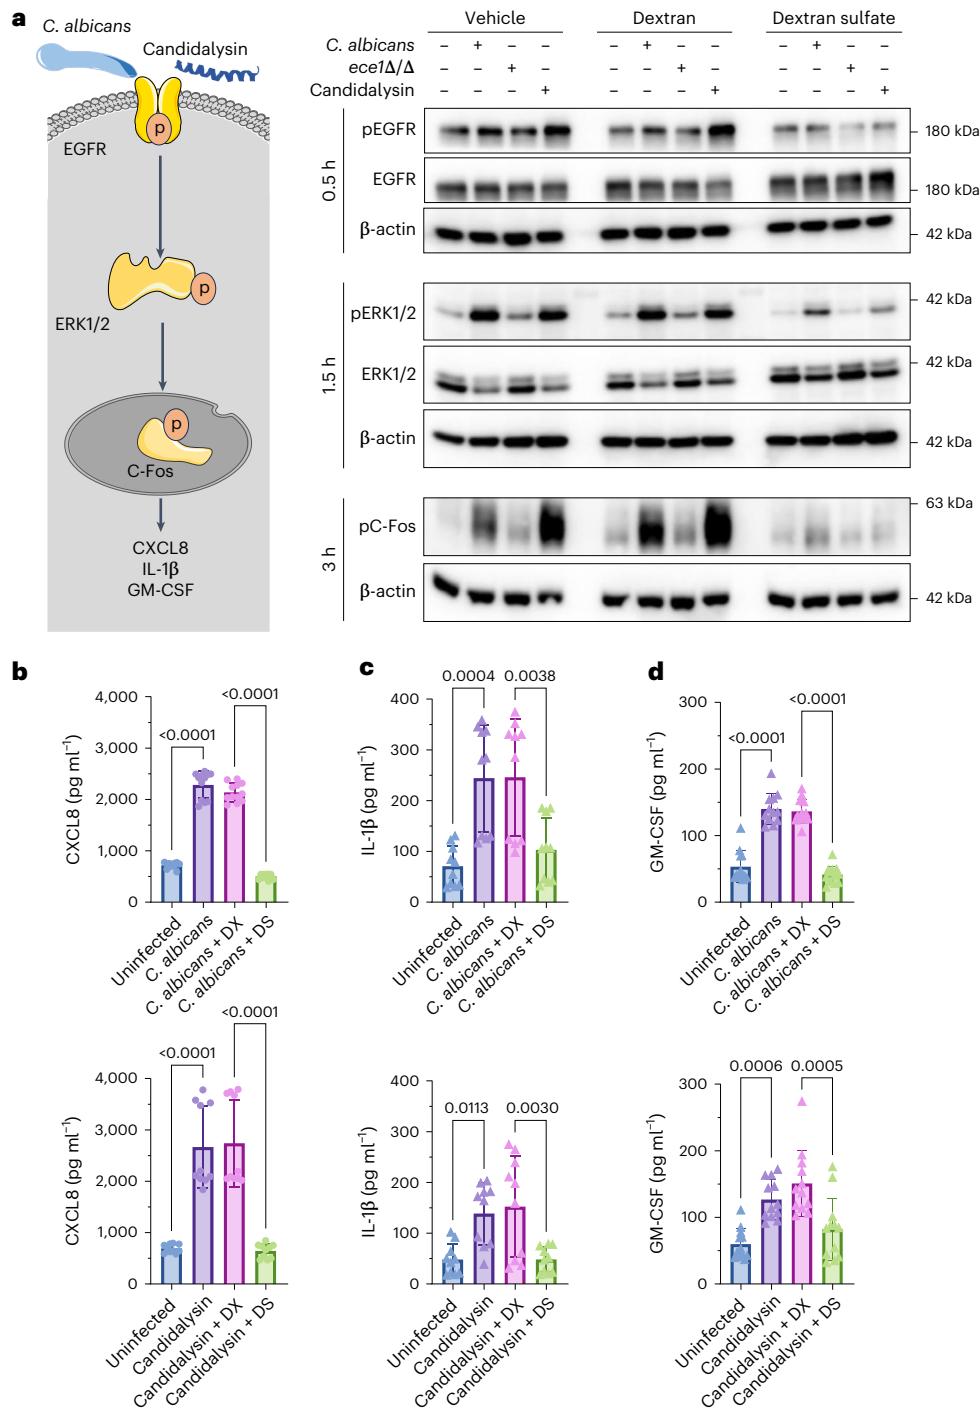 a
C. albicans
Candidalysin
p
EGFR
p
ERK1/2
p
C-Fos
CXCL8
IL-1β
GM-CSF
Vehicle Dextran Dextran sulfate
C. albicans – + – – – + – – – + – –
ece1Δ/Δ – – + – – – + – – – + –
Candidalysin – – – + – – – + – – – +
0.5 h
pEGFR 180 kDa
EGFR 180 kDa
β-actin 42 kDa
1.5 h
pERK1/2 42 kDa
ERK1/2 42 kDa
β-actin 42 kDa
3 h
pC-Fos 63 kDa
β-actin 42 kDa
b
CXCL8 (pg ml⁻¹)
4,000
3,000
2,000
1,000
0
<0.0001
<0.0001
Uninfected
C. albicans
C. albicans + DX
C. albicans + DS
CXCL8 (pg ml⁻¹)
4,000
3,000
2,000
1,000
0
<0.0001
<0.0001
Uninfected
Candidalysin
Candidalysin + DX
Candidalysin + DS
c
IL-1β (pg ml⁻¹)
400
300
200
100
0
0.0004
0.0038
Uninfected
C. albicans
C. albicans + DX
C. albicans + DS
IL-1β (pg ml⁻¹)
400
300
200
100
0
0.0113
0.0030
Uninfected
Candidalysin
Candidalysin + DX
Candidalysin + DS
d
GM-CSF (pg ml⁻¹)
300
200
100
0
<0.0001
<0.0001
Uninfected
C. albicans
C. albicans + DX
C. albicans + DS
GM-CSF (pg ml⁻¹)
300
200
100
0
0.0006
0.0005
Uninfected
Candidalysin
Candidalysin + DX
Candidalysin + DS